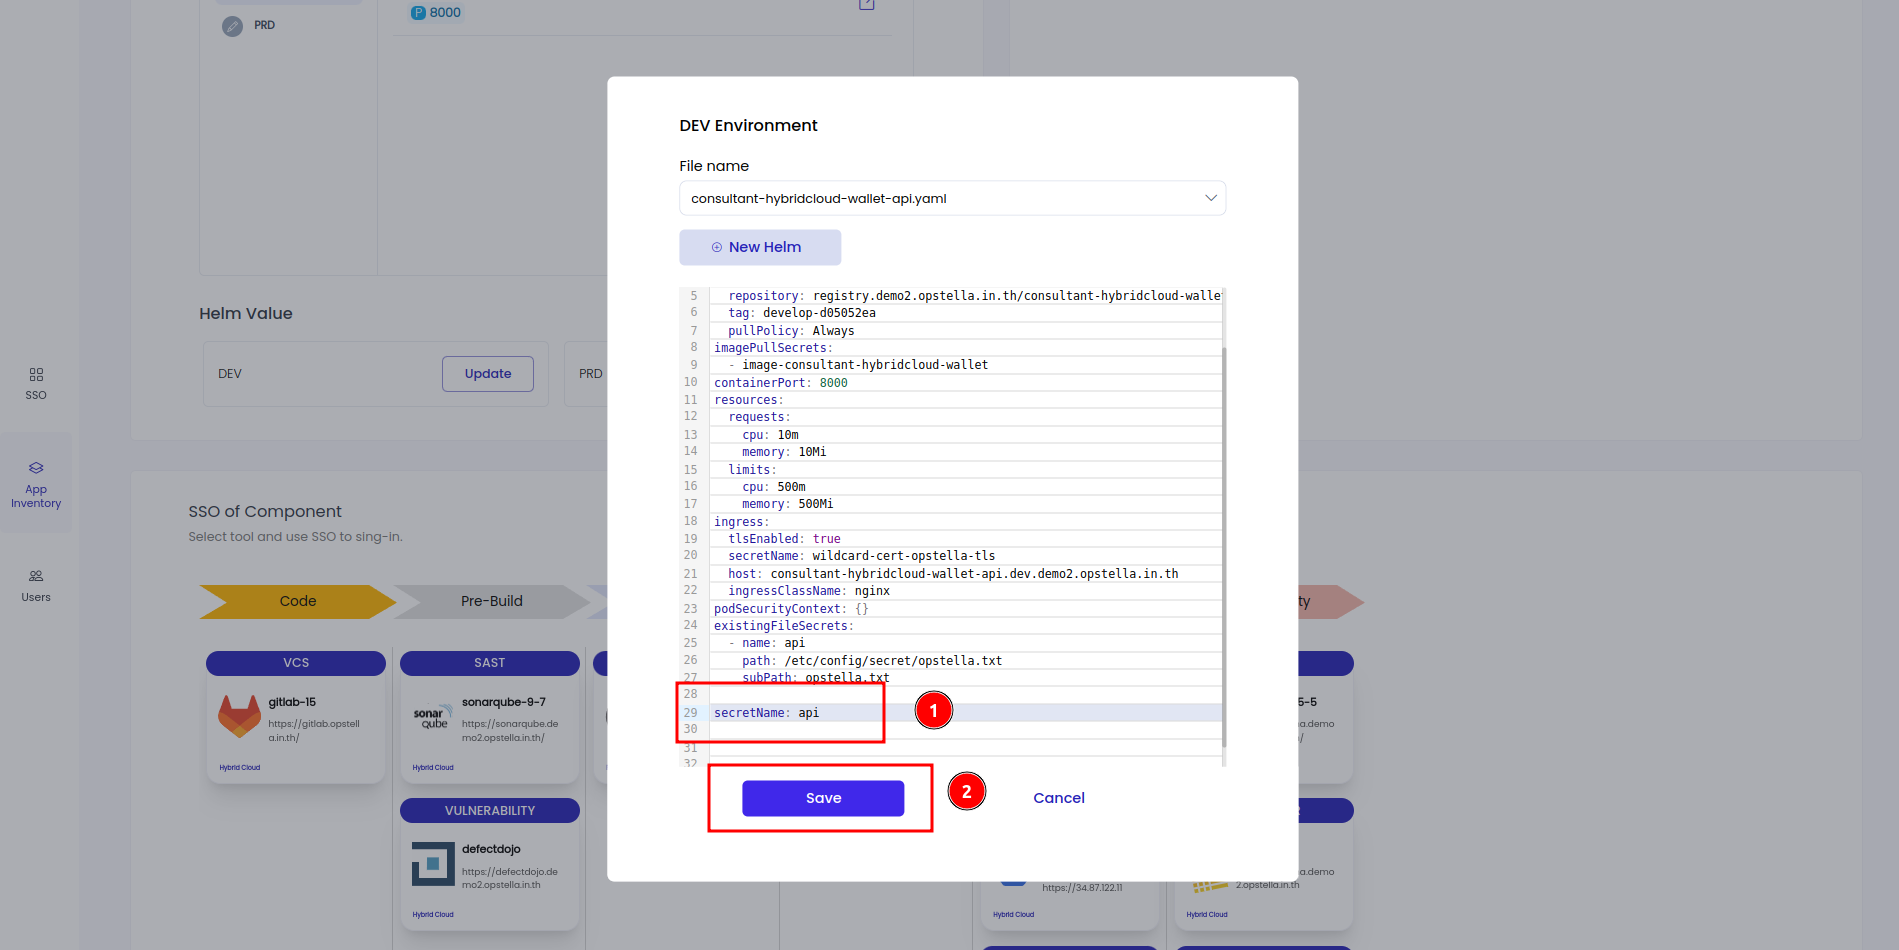 PRD
P 8000
DEV Environment
File name
consultant-hybridcloud-wallet-api.yaml
New Helm
5 repository: registry.demo2.opstella.in.th/consultant-hybridcloud-wallet
6 tag: develop-d05052ea
7 pullPolicy: Always
8 imagePullSecrets:
9 - image-consultant-hybridcloud-wallet
10 containerPort: 8000
11 resources:
12 requests:
13 cpu: 10m
14 memory: 10Mi
15 limits:
16 cpu: 500m
17 memory: 500Mi
18 ingress:
19 tlsEnabled: true
20 secretName: wildcard-cert-opstella-tls
21 host: consultant-hybridcloud-wallet-api.dev.demo2.opstella.in.th
22 ingressClassName: nginx
23 podSecurityContext: {}
24 existingFileSecrets:
25 - name: api
26 path: /etc/config/secret/opstella.txt
27 subPath: opstella.txt
28
29 secretName: api
30
31
32
1
Save
2
Cancel
Helm Value
DEV
Update
PRD
SSO
App
Inventory
Users
SSO of Component
Select tool and use SSO to sing-in.
Code
Pre-Build
ty
VCS
gitlab-15
https://gitlab.opstell
a.in.th/
Hybrid Cloud
SAST
sonar
qube
sonarqube-9-7
https://sonarqube.de
mo2.opstella.in.th/
Hybrid Cloud
VULNERABILITY
defectdojo
https://defectdojo.de
mo2.opstella.in.th
Hybrid Cloud
5-5
a.demo
/
https://34.87.122.11
Hybrid Cloud
a.demo
2.opstella.in.th
Hybrid Cloud